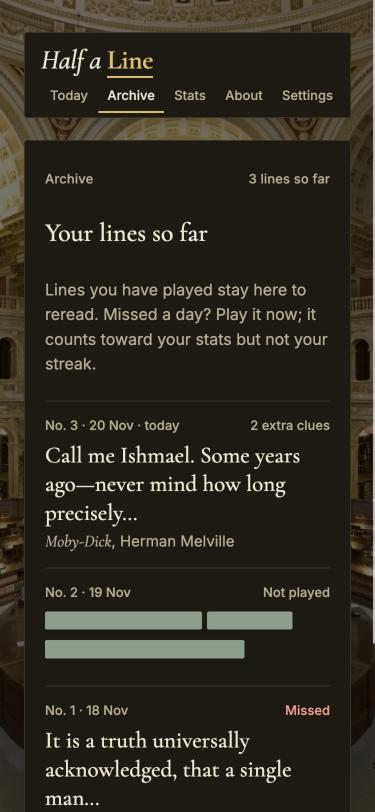 Half a Line
Today Archive Stats About Settings
Archive 3 lines so far
Your lines so far
Lines you have played stay here to
reread. Missed a day? Play it now; it
counts toward your stats but not your
streak.
No. 3 · 20 Nov · today 2 extra clues
Call me Ishmael. Some years
ago—never mind how long
precisely…
Moby-Dick, Herman Melville
No. 2 · 19 Nov Not played
No. 1 · 18 Nov Missed
It is a truth universally
acknowledged, that a single
man…